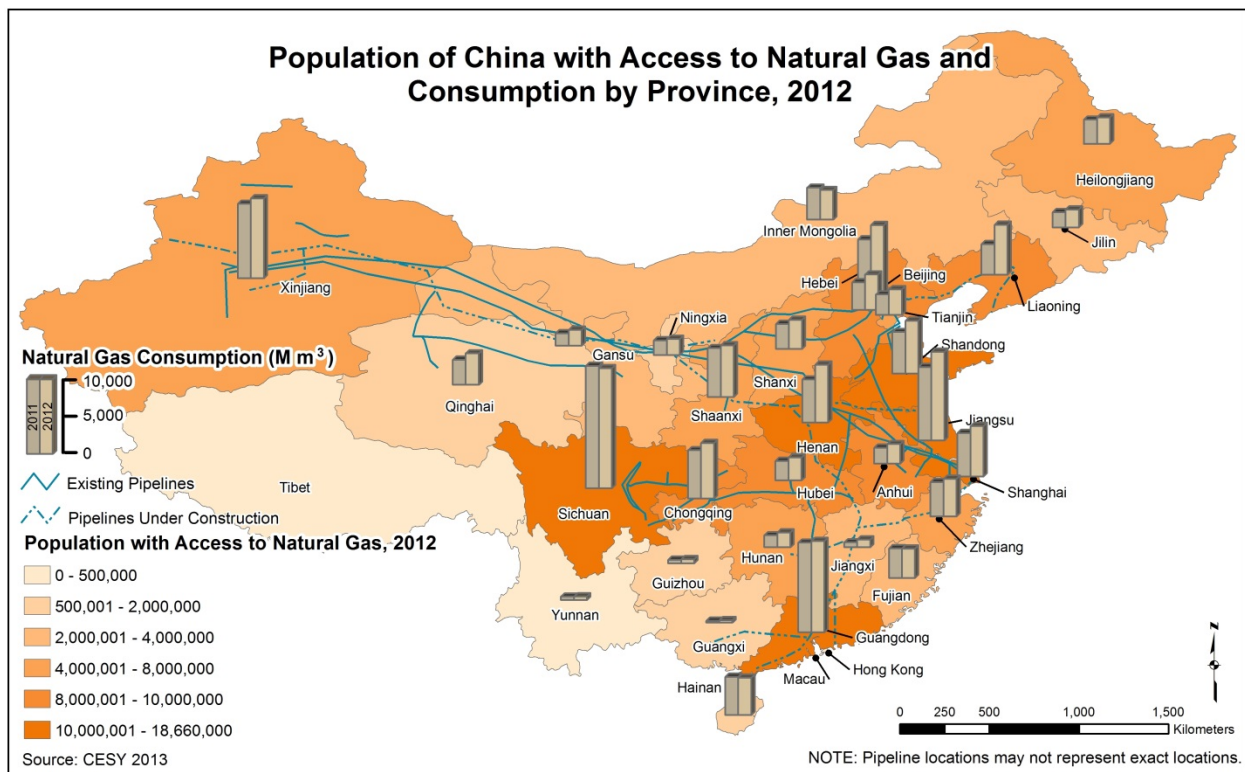 Population of China with Access to Natural Gas and
Consumption by Province, 2012
Heilongjiang
Inner Mongolia
Jilin
Xinjiang
Hebei
Beijing
Liaoning
Ningxia
Tianjin
Gansu
Shandong
Natural Gas Consumption (M m³)
2011
2012
10,000
5,000
0
Qinghai
Shanxi
Shaanxi
Jiangsu
Henan
Existing Pipelines
Tibet
Hubei
Anhui
Shanghai
Pipelines Under Construction
Sichuan
Chongqing
Zhejiang
Population with Access to Natural Gas, 2012
0 - 500,000
500,001 - 2,000,000
2,000,001 - 4,000,000
4,000,001 - 8,000,000
8,000,001 - 10,000,000
10,000,001 - 18,660,000
Hunan
Jiangxi
Guizhou
Fujian
Yunnan
Guangxi
Guangdong
Hong Kong
Macau
Hainan
N
0 250 500 1,000 1,500
Kilometers
Source: CESY 2013
NOTE: Pipeline locations may not represent exact locations.